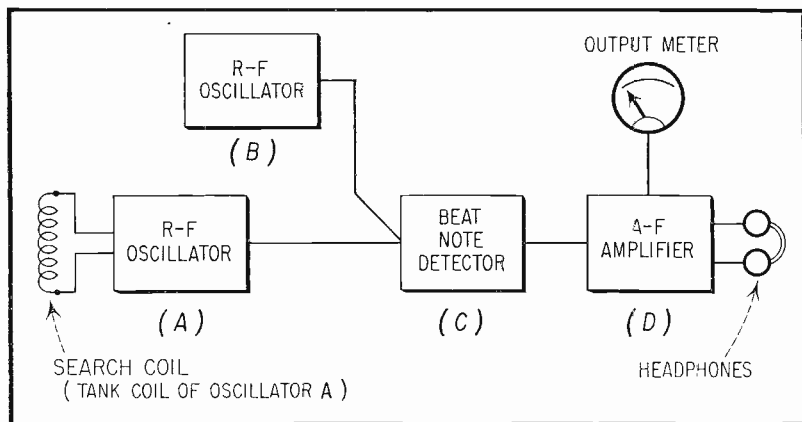 OUTPUT METER
R-F
OSCILLATOR
(B)
R-F
OSCILLATOR
(A)
BEAT
NOTE
DETECTOR
(C)
A-F
AMPLIFIER
(D)
SEARCH COIL
(TANK COIL OF OSCILLATOR A)
HEADPHONES